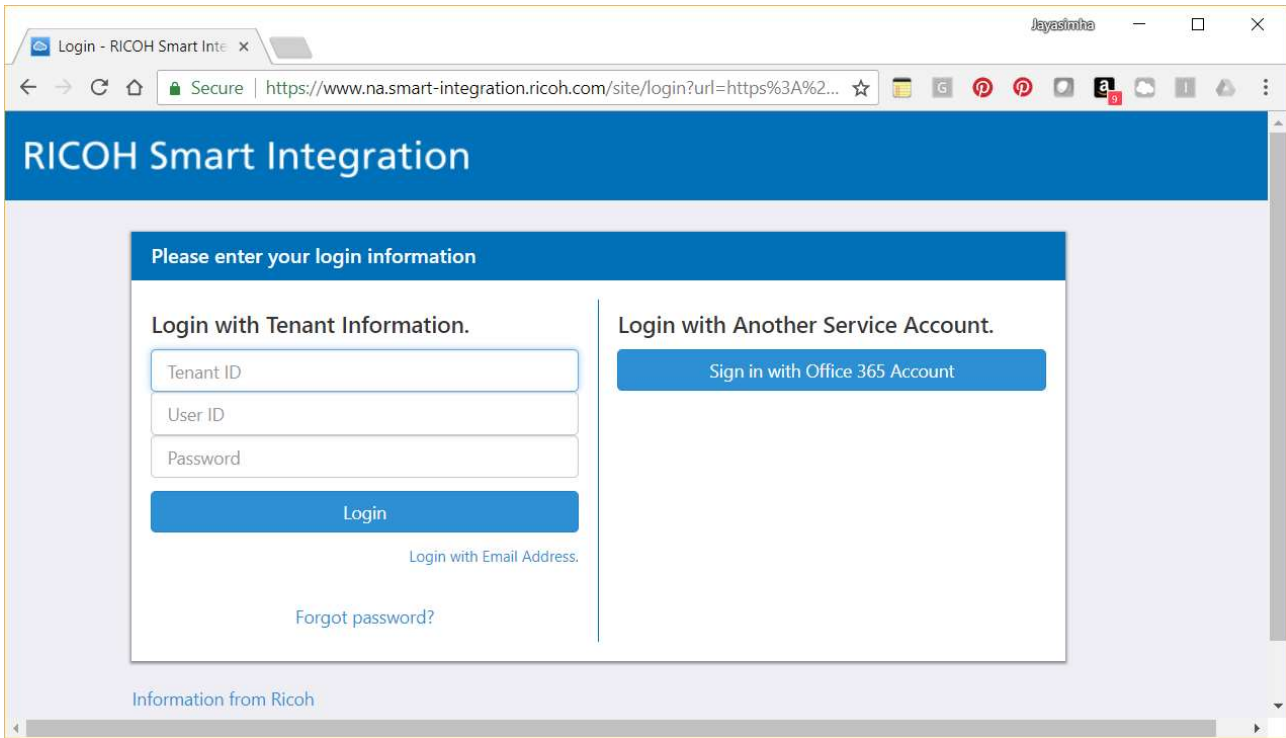 Jayasimha
Login - RICOH Smart Inte
Secure | https://www.na.smart-integration.ricoh.com/site/login?url=https%3A%2...
G
a
9
I
RICOH Smart Integration
Please enter your login information
Login with Tenant Information.
Tenant ID
User ID
Password
Login
Login with Email Address.
Forgot password?
Login with Another Service Account.
Sign in with Office 365 Account
Information from Ricoh